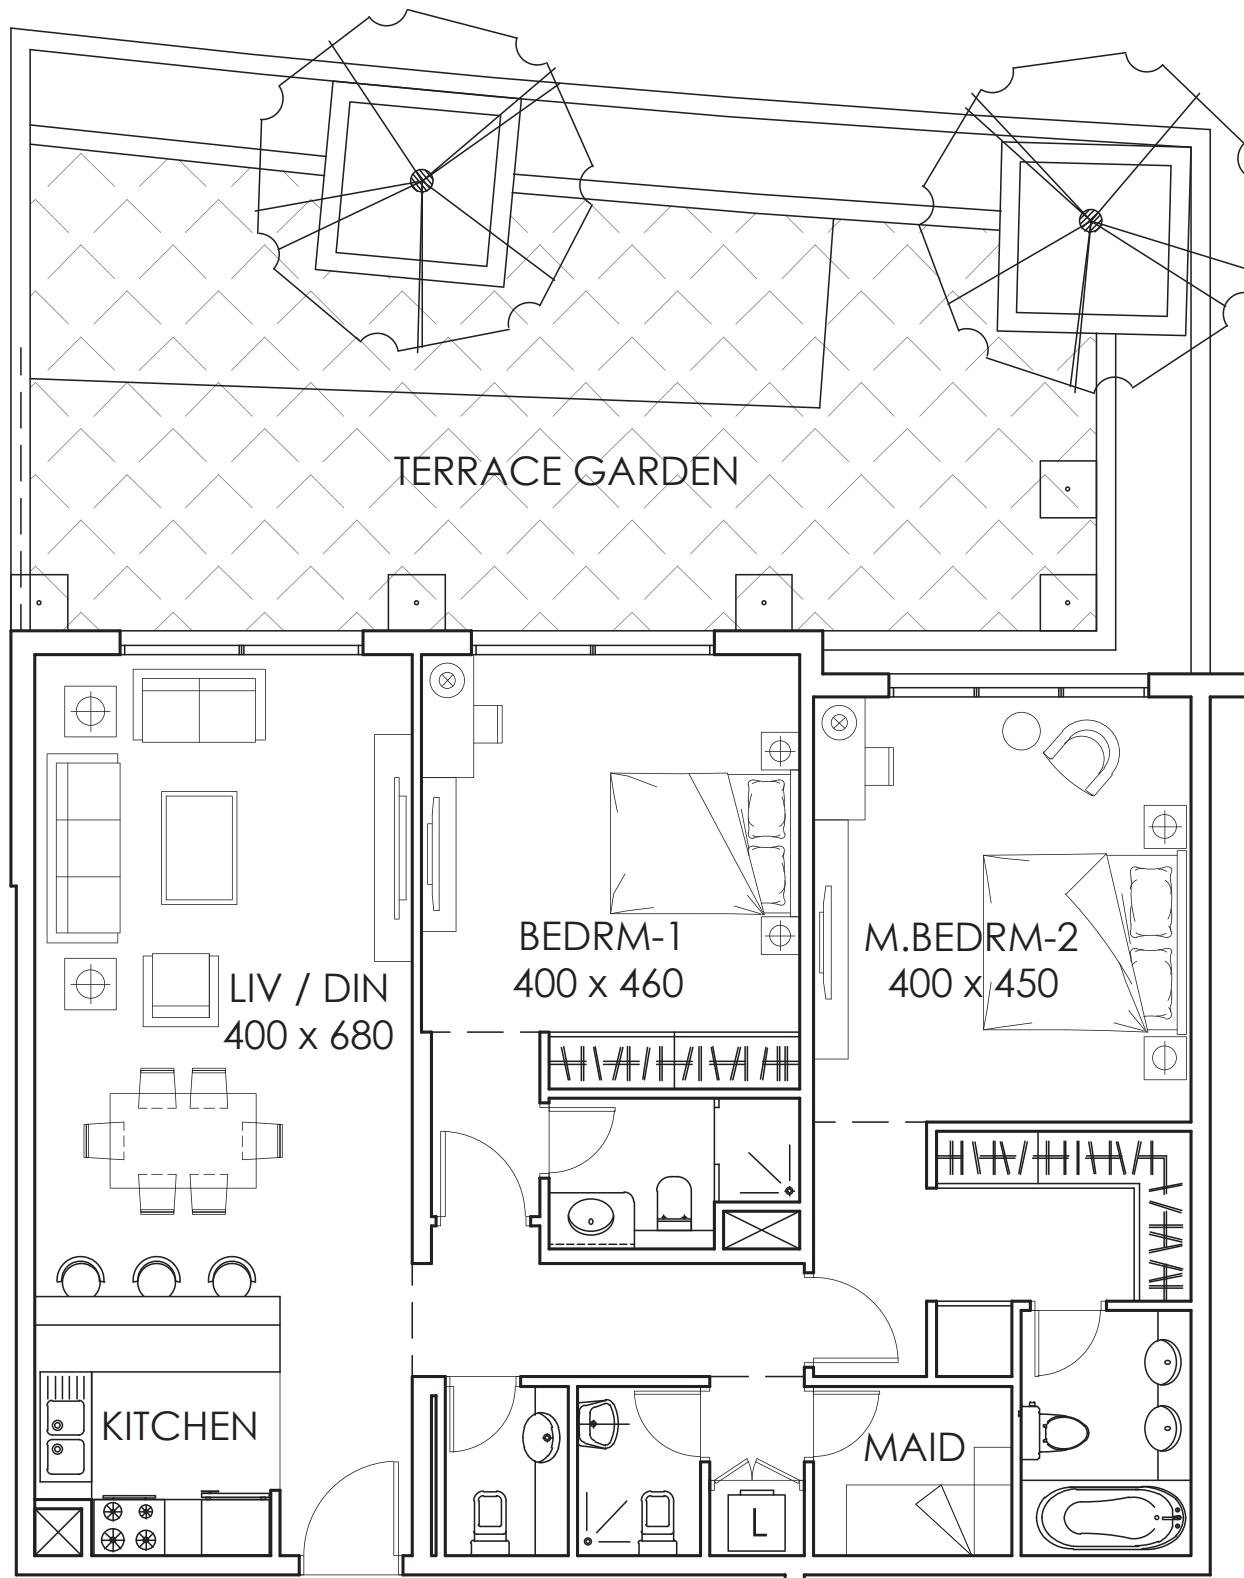 TERRACE GARDEN
BEDRM-1
400 x 460
M.BEDRM-2
400 x 450
LIV / DIN
400 x 680
KITCHEN
MAID
L